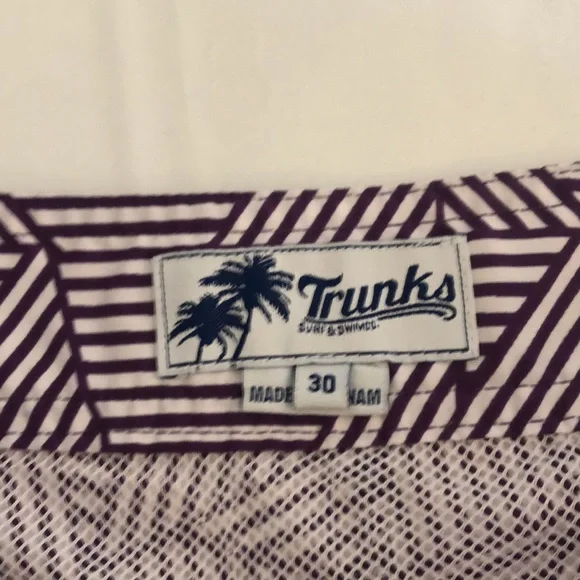 Trunks
SURF & SWIM CO.
30
MADE NAM